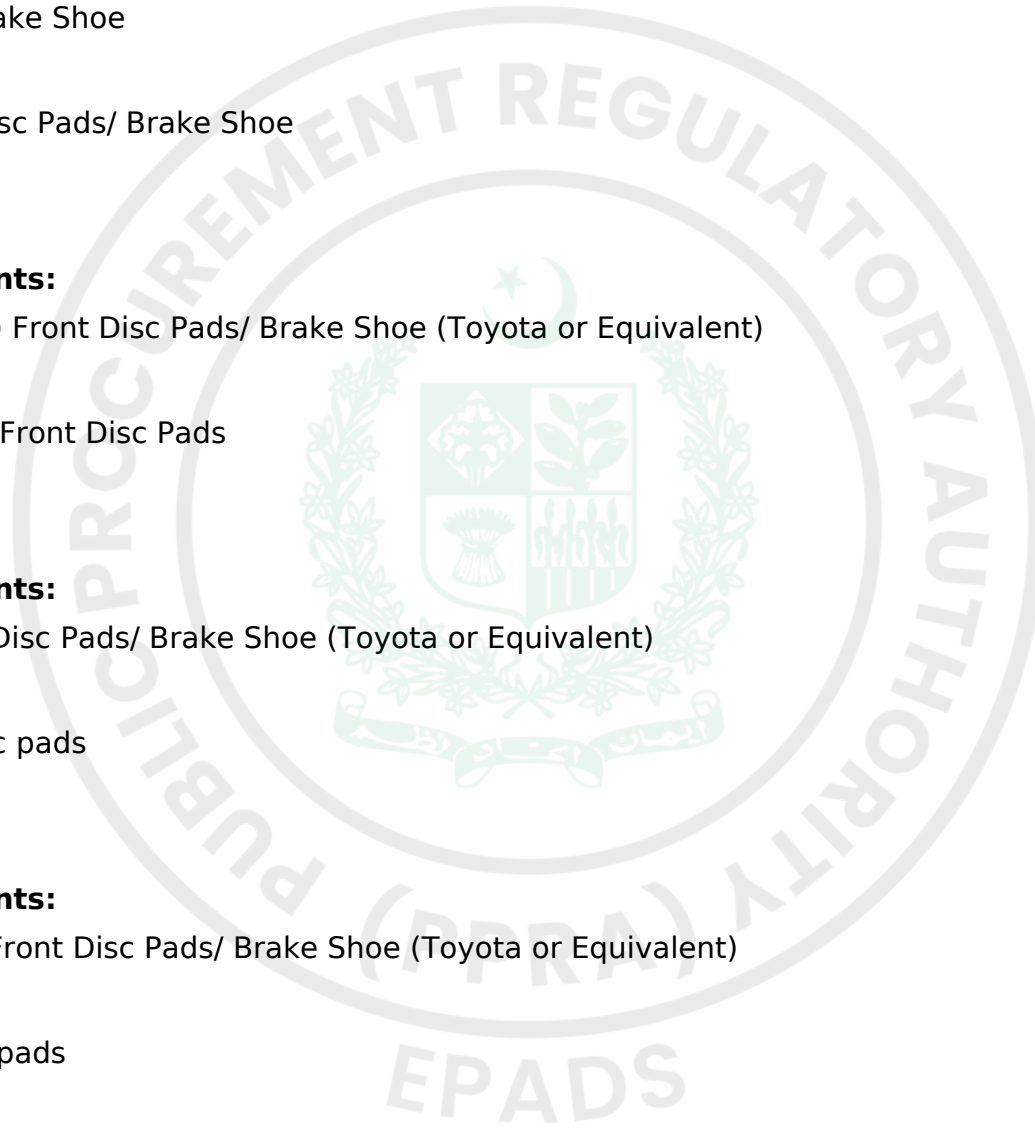 ake Shoe
sc Pads/ Brake Shoe
nts:
Front Disc Pads/ Brake Shoe (Toyota or Equivalent)
Front Disc Pads
nts:
Disc Pads/ Brake Shoe (Toyota or Equivalent)
c pads
nts:
Front Disc Pads/ Brake Shoe (Toyota or Equivalent)
pads
PUBLIC PROCUREMENT REGULATORY AUTHORITY
(PPRA)
EPADS